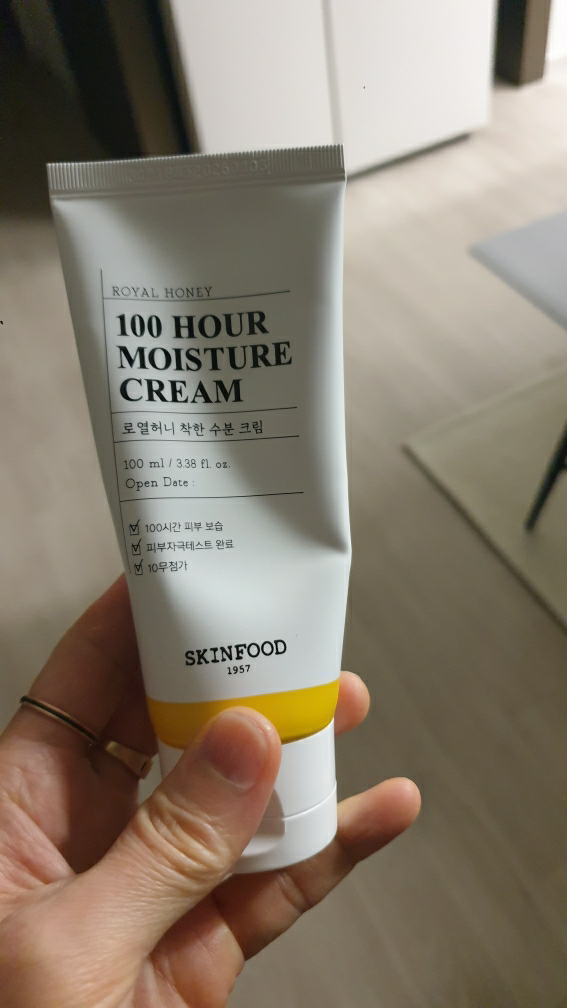 ROYAL HONEY
100 HOUR
MOISTURE
CREAM
로열허니 착한 수분 크림
100 ml / 3.38 fl. oz.
Open Date :
100시간 피부 보습
피부자극테스트 완료
10무첨가
SKINFOOD
1957